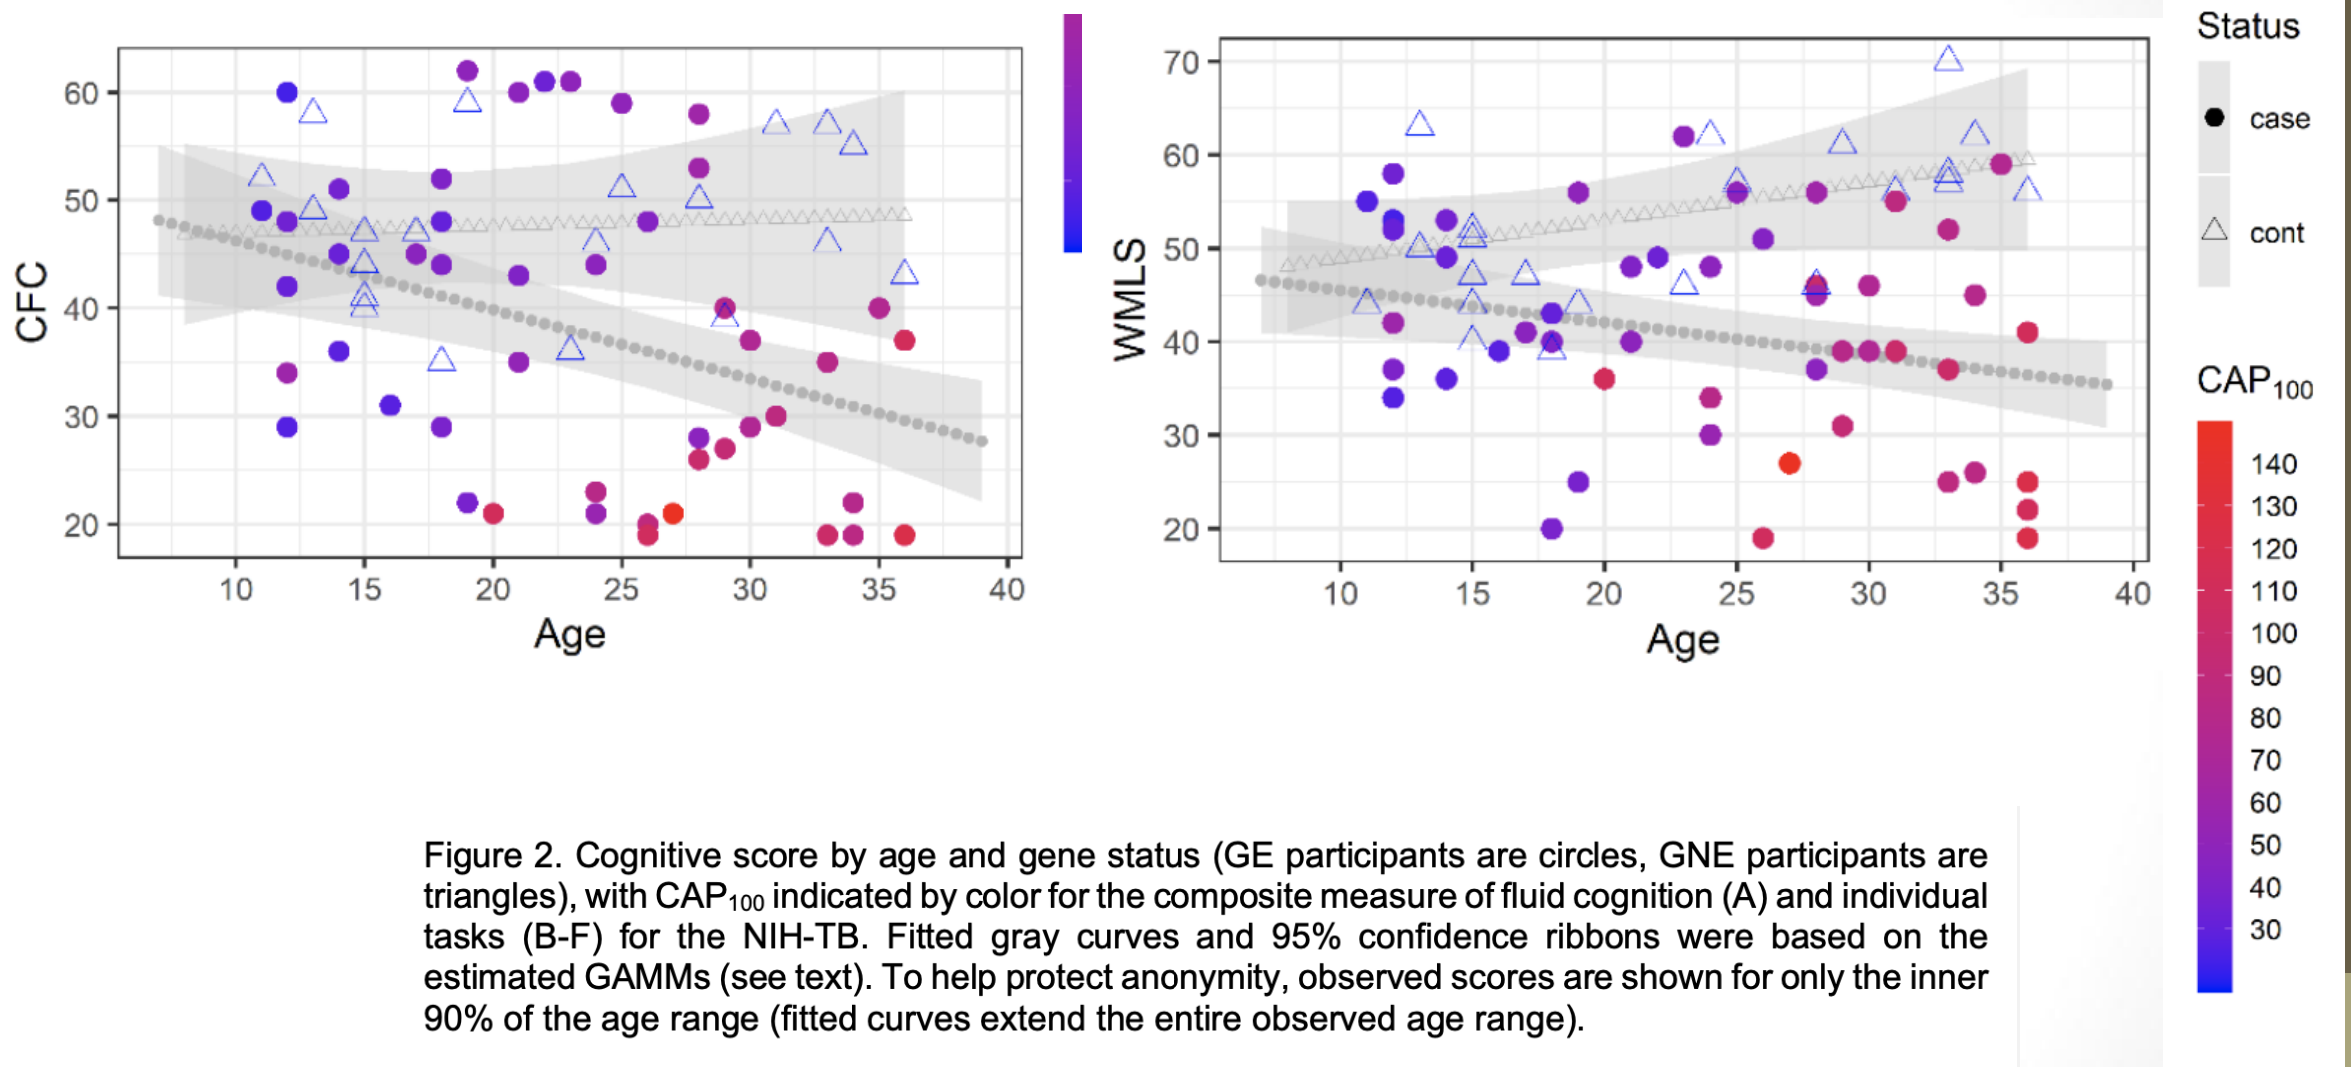 CFC
60
50
40
30
20
10 15 20 25 30 35 40
Age
WMLS
70
60
50
40
30
20
10 15 20 25 30 35 40
Age
Status
case
cont
CAP100
140
130
120
110
100
90
80
70
60
50
40
30
Figure 2. Cognitive score by age and gene status (GE participants are circles, GNE participants are
triangles), with CAP100 indicated by color for the composite measure of fluid cognition (A) and individual
tasks (B-F) for the NIH-TB. Fitted gray curves and 95% confidence ribbons were based on the
estimated GAMMs (see text). To help protect anonymity, observed scores are shown for only the inner
90% of the age range (fitted curves extend the entire observed age range).